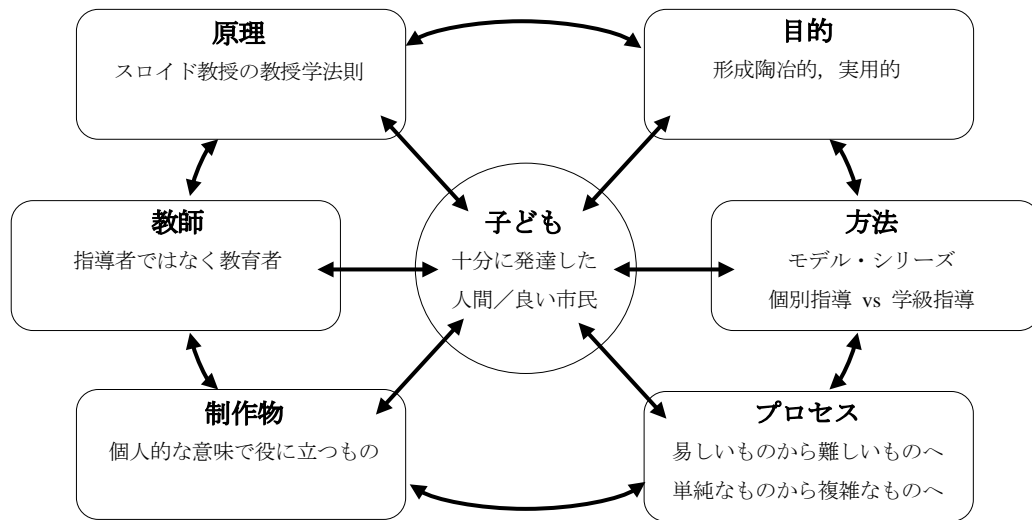 原理
スロイド教授の教授学法則
目的
形成陶冶的，実用的
教師
指導者ではなく教育者
子ども
十分に発達した
人間／良い市民
方法
モデル・シリーズ
個別指導 vs 学級指導
制作物
個人的な意味で役に立つもの
プロセス
易しいものから難しいものへ
単純なものから複雑なものへ